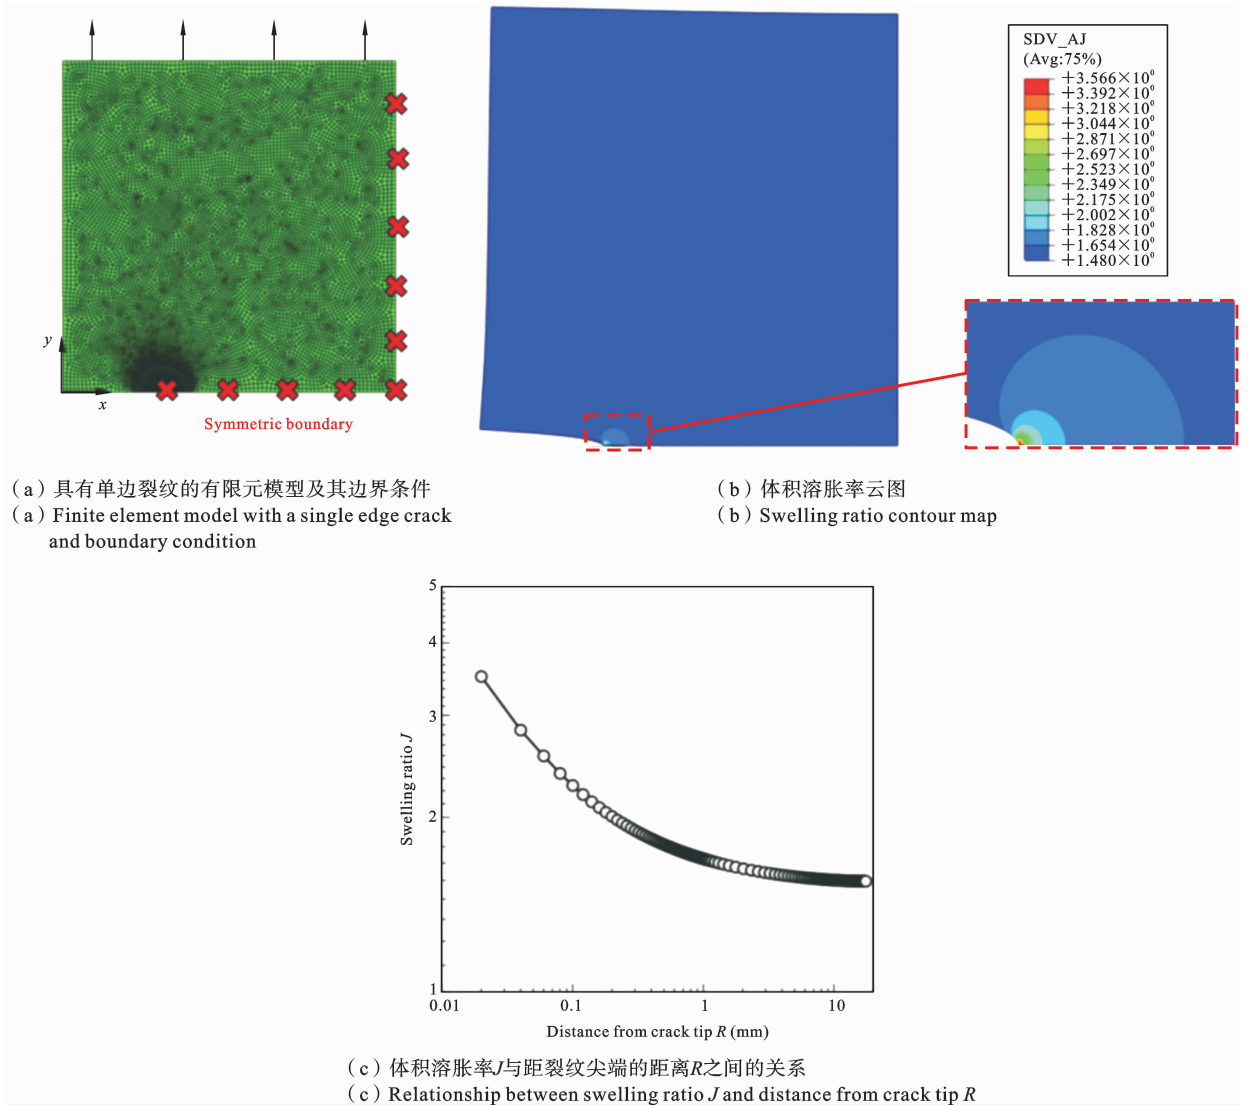 y
x
Symmetric boundary
SDV_AJ
(Avg:75%)
+3.566×10⁰
+3.392×10⁰
+3.218×10⁰
+3.044×10⁰
+2.871×10⁰
+2.697×10⁰
+2.523×10⁰
+2.349×10⁰
+2.175×10⁰
+2.002×10⁰
+1.828×10⁰
+1.654×10⁰
+1.480×10⁰
(a)具有单边裂纹的有限元模型及其边界条件
(a) Finite element model with a single edge crack
and boundary condition
(b)体积溶胀率云图
(b) Swelling ratio contour map
5
4
3
2
1
Swelling ratio J
0.01 0.1 1 10
Distance from crack tip R (mm)
(c)体积溶胀率J与距裂纹尖端的距离R之间的关系
(c) Relationship between swelling ratio J and distance from crack tip R